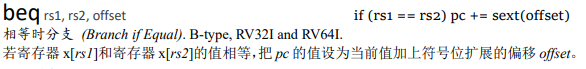 beq rs1, rs2, offset if (rs1 == rs2) pc += sext(offset)
相等时分支 (Branch if Equal). B-type, RV32I and RV64I.
若寄存器 x[rs1]和寄存器 x[rs2]的值相等，把 pc 的值设为当前值加上符号位扩展的偏移 offset。